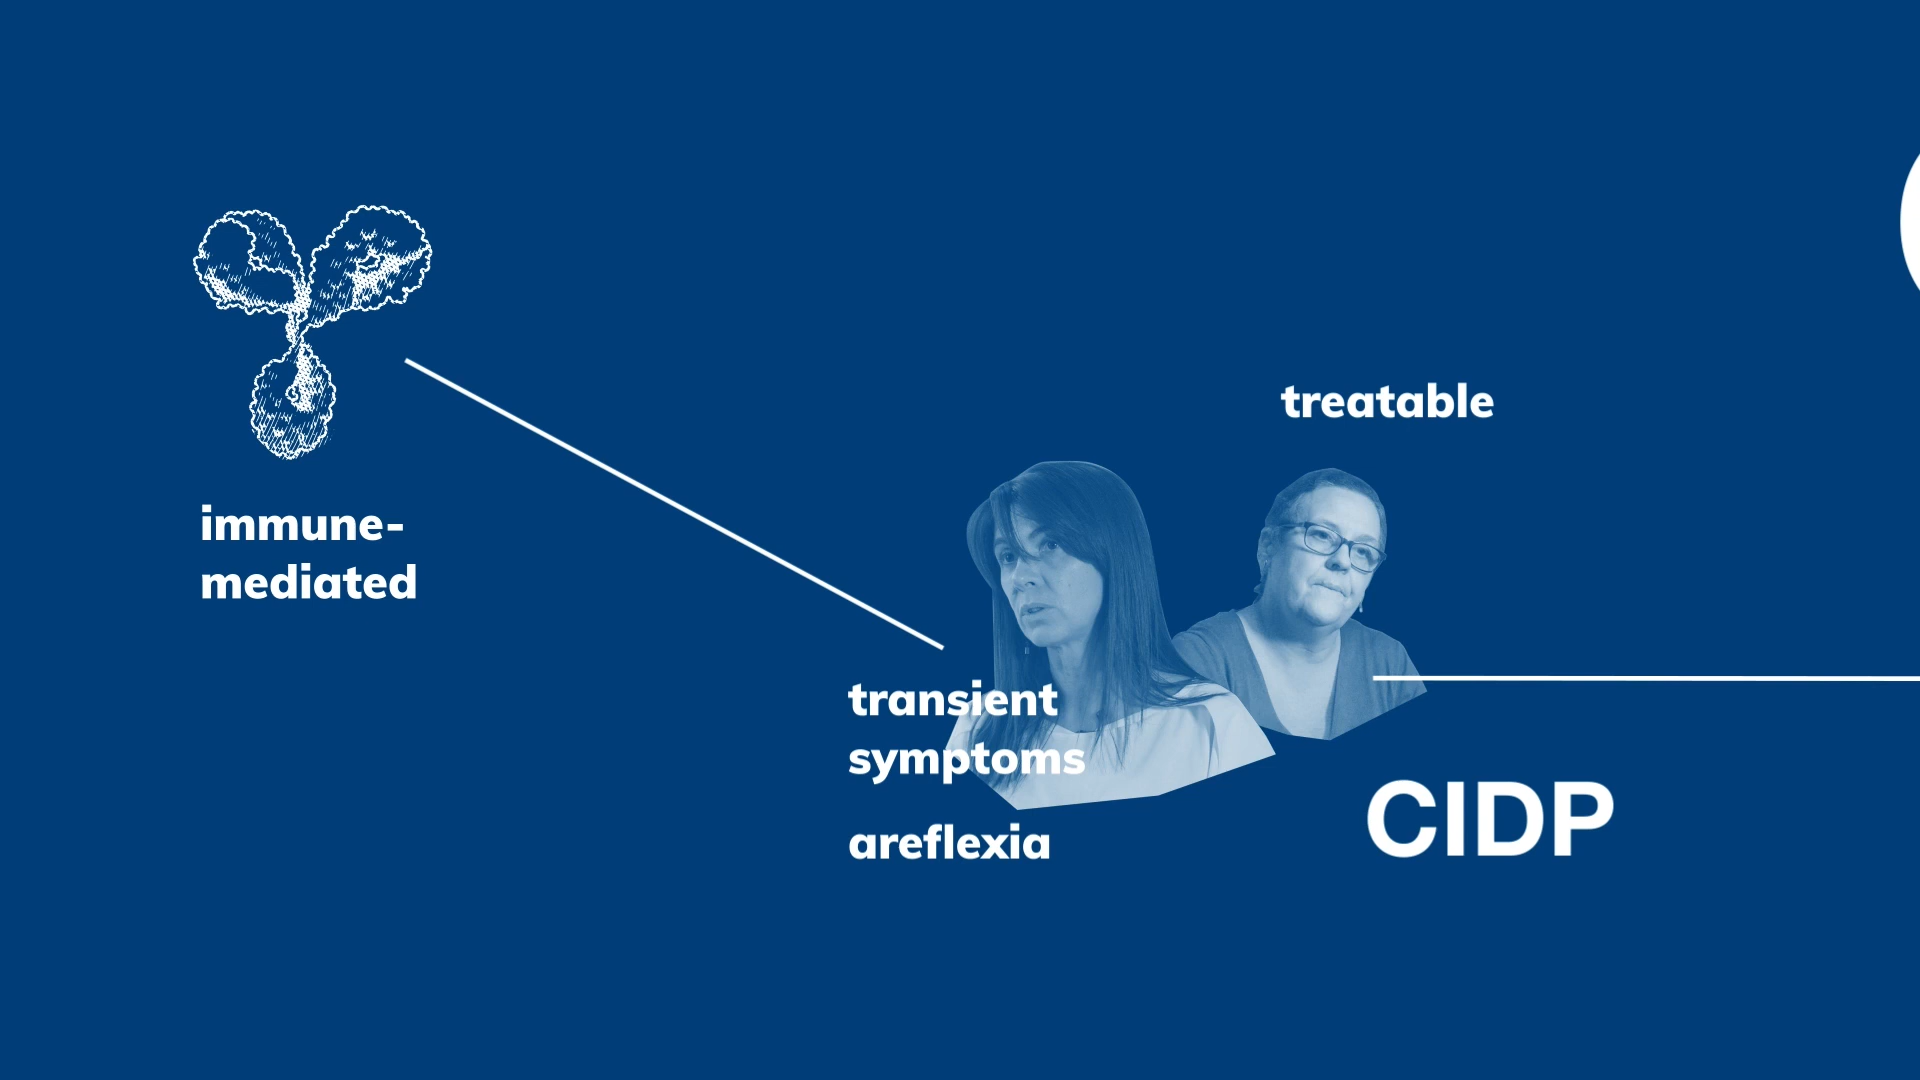 immune-
mediated
transient
symptoms
areflexia
treatable
CIDP